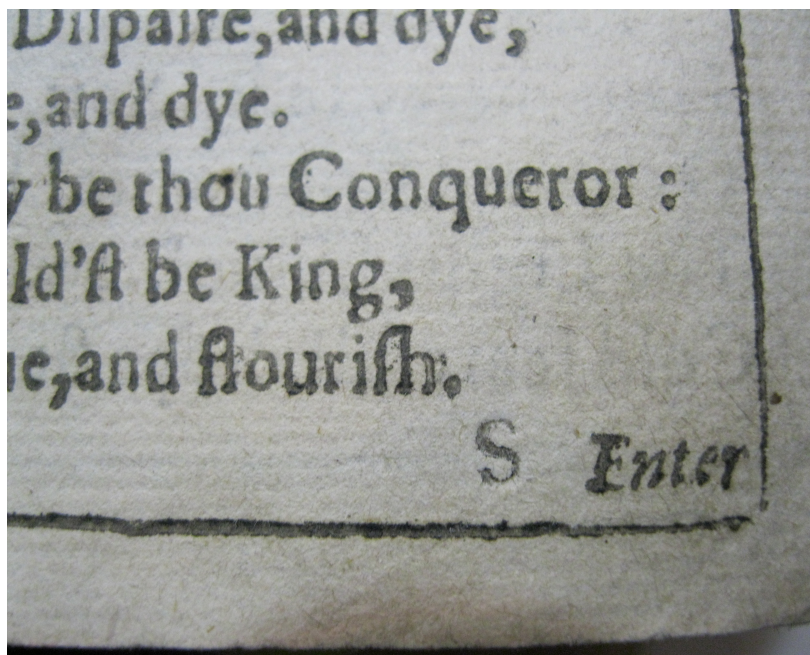 Dispaire,and dye,
e,and dye.
y be thou Conqueror :
ld'st be King,
ue,and flourish.
S Enter